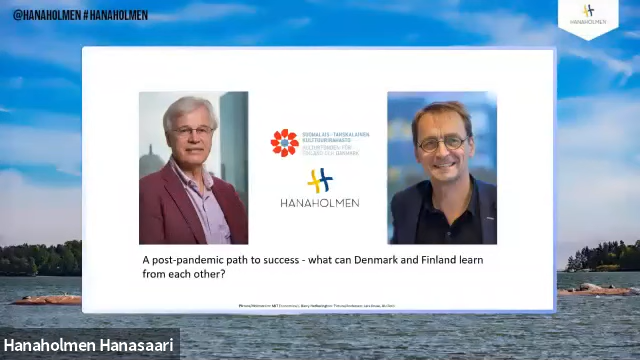 @HANAHOLMEN #HANAHOLMEN
HANAHOLMEN
SUOMALAIS-TANSKALAINEN
KULTTUURIRAHASTO
KULTURFONDEN FÖR
FINLAND OCH DANMARK
HANAHOLMEN
A post-pandemic path to success - what can Denmark and Finland learn
from each other?
Hanaholmen Hanasaari